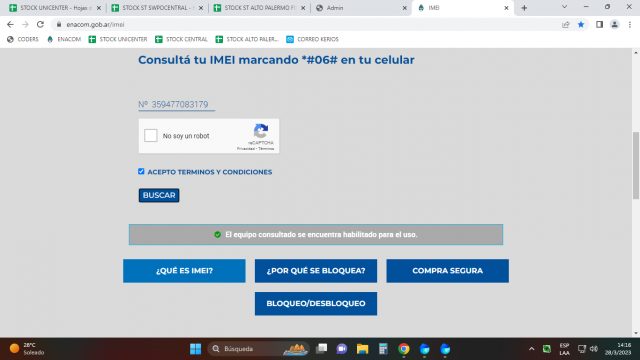 STOCK UNICENTER - Hojas d
STOCK ST SWPOCENTRAL -
STOCK ST ALTO PALERMO
Admin
IMEI
enacom.gob.ar/imei
CODERS
ENACOM
STOCK UNICENTER
STOCK CENTRAL
STOCK ALTO PALER...
CORREO KERIOS
Consultá tu IMEI marcando *#06# en tu celular
Nº 359477083179
No soy un robot
reCAPTCHA
Privacidad - Términos
ACEPTO TERMINOS Y CONDICIONES
BUSCAR
El equipo consultado se encuentra habilitado para el uso.
¿QUÉ ES IMEI?
¿POR QUÉ SE BLOQUEA?
COMPRA SEGURA
BLOQUEO/DESBLOQUEO
28°C
Soleado
Búsqueda
ESP
LAA
14:16
28/3/2023